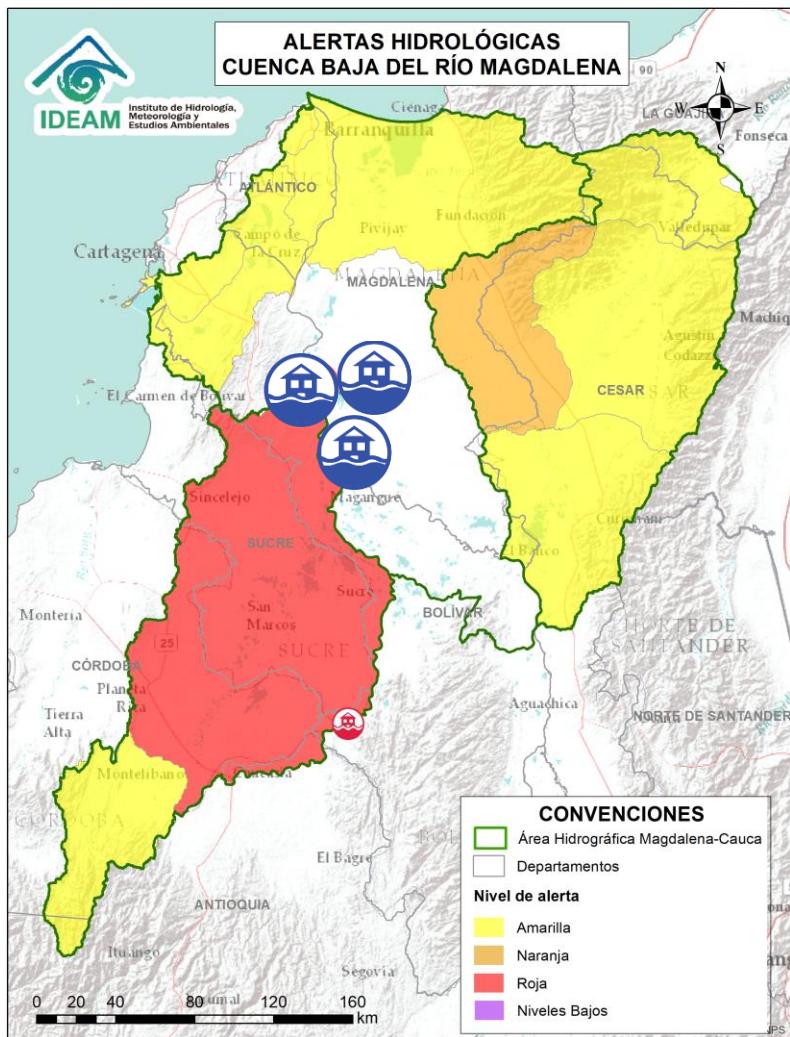 ALERTAS HIDROLÓGICAS
CUENCA BAJA DEL RÍO MAGDALENA
IDEAM
Instituto de Hidrología,
Meteorología y
Estudios Ambientales
N
W
E
S
90
Ciénaga
LA GUAJIRA
Barranquilla
Fonseca
ATLÁNTICO
Fundación
Pivijay
Valledupar
Campo de
la Cruz
Cartagena
MAGDALENA
MAGDALENA
Agustín
Codazzi
CESAR
El Carmen de Bolívar
Sincelejo
Magangué
SUCRE
El Banco
Sucre
San
Marcos
BOLÍVAR
Montería
SUCRE
NORTE DE
SANTANDER
25
CÓRDOBA
Planeta
Rica
Aguachica
Tierra
Alta
NORTE DE SANTANDER
Montelíbano
CÓRDOBA
El Bagre
ANTIOQUIA
Ituango
Segovia
CONVENCIONES
Área Hidrográfica Magdalena-Cauca
Departamentos
Nivel de alerta
Amarilla
Naranja
Roja
Niveles Bajos
0 20 40 80 120 160
km